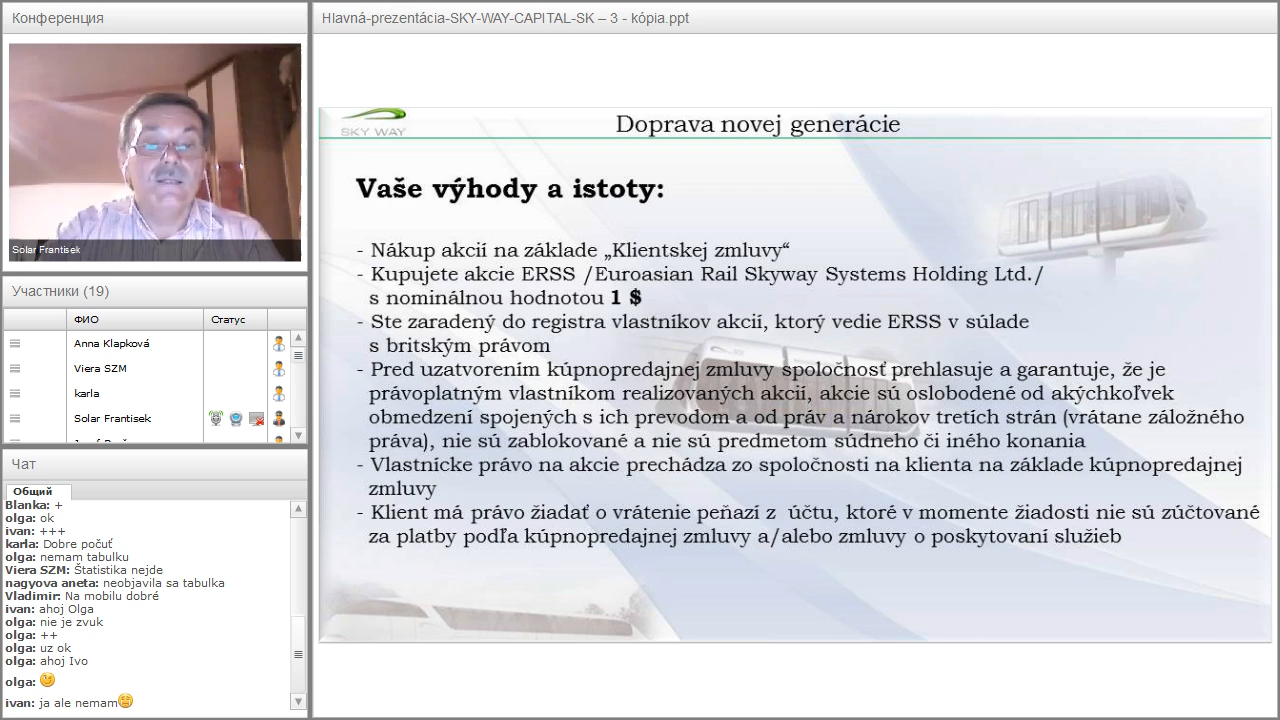 Конференция
Solar Frantisek
Участники (19)
ФИО
Статус
Anna Klapková
Viera SZM
karla
Solar Frantisek
Чат
Общий
Blanka: +
olga: ok
ivan: +++
karla: Dobre počuť
olga: nemam tabulku
Viera SZM: Štatistika nejde
nagyova aneta: neobjavila sa tabulka
Vladimír: Na mobilu dobré
ivan: ahoj Olga
olga: nie je zvuk
olga: ++
olga: uz ok
olga: ahoj Ivo
olga:
ivan: ja ale nemam
Hlavná-prezentácia-SKY-WAY-CAPITAL-SK – 3 - kópia.ppt
SKY WAY
Doprava novej generácie
Vaše výhody a istoty:
- Nákup akcií na základe „Klientskej zmluvy“
- Kupujete akcie ERSS /Euroasian Rail Skyway Systems Holding Ltd./
s nominálnou hodnotou 1 $
- Ste zaradený do registra vlastníkov akcií, ktorý vedie ERSS v súlade
s britským právom
- Pred uzatvorením kúpnopredajnej zmluvy spoločnosť prehlasuje a garantuje, že je
právoplatným vlastníkom realizovaných akcií, akcie sú oslobodené od akýchkoľvek
obmedzení spojených s ich prevodom a od práv a nárokov tretích strán (vrátane záložného
práva), nie sú zablokované a nie sú predmetom súdneho či iného konania
- Vlastnícke právo na akcie prechádza zo spoločnosti na klienta na základe kúpnopredajnej
zmluvy
- Klient má právo žiadať o vrátenie peňazí z účtu, ktoré v momente žiadosti nie sú zúčtované
za platby podľa kúpnopredajnej zmluvy a/alebo zmluvy o poskytovaní služieb